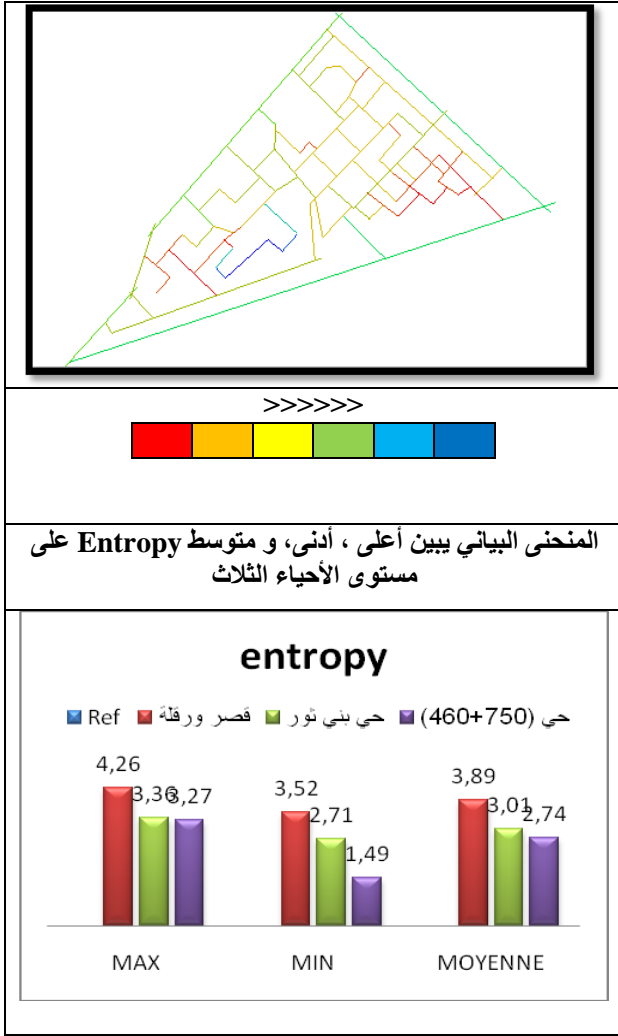 >>>>>>
المنحنى البياني يبين أعلى ، أدنى، و متوسط Entropy على
مستوى الأحياء الثلاث
entropy
Ref قصر ورقلة حي بني ثور حي (460+750)
4,26 3,36 3,27 3,52 2,71 1,49 3,89 3,01 2,74
MAX MIN MOYENNE